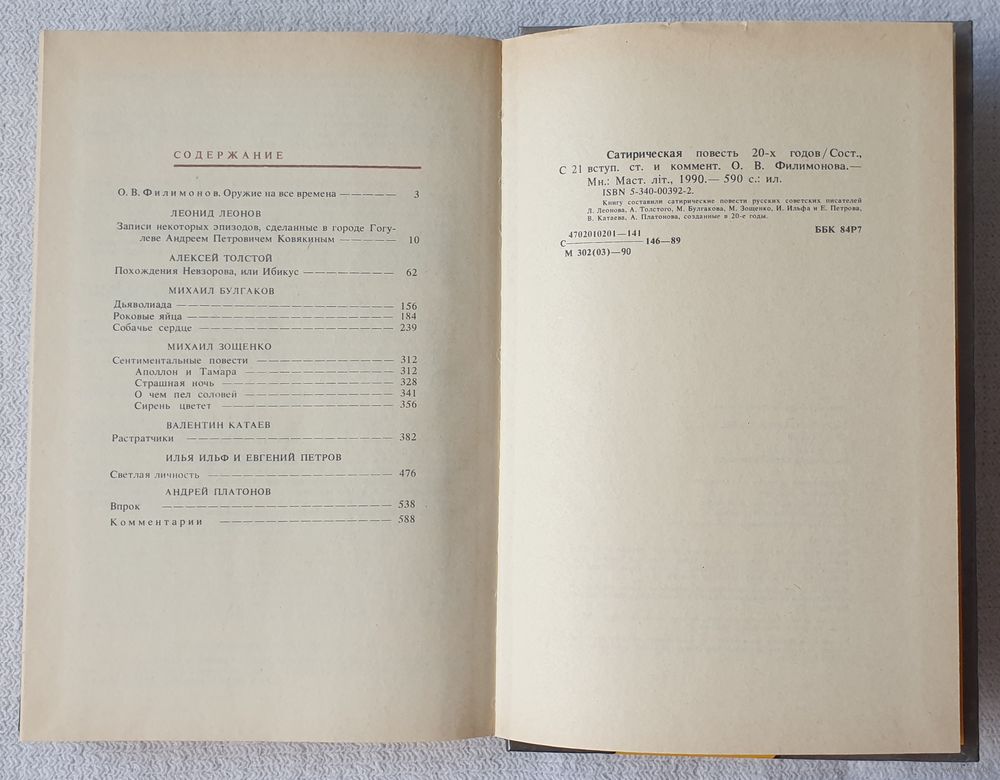 СОДЕРЖАНИЕ
О. В. Филимонов. Оружие на все времена — 3
ЛЕОНИД ЛЕОНОВ
Записи некоторых эпизодов, сделанные в городе Гогу-
леве Андреем Петровичем Ковякиным — 10
АЛЕКСЕЙ ТОЛСТОЙ
Похождения Невзорова, или Ибикус — 62
МИХАИЛ БУЛГАКОВ
Дьяволиада — 156
Роковые яйца — 184
Собачье сердце — 239
МИХАИЛ ЗОЩЕНКО
Сентиментальные повести — 312
Аполлон и Тамара — 312
Страшная ночь — 328
О чем пел соловей — 341
Сирень цветет — 356
ВАЛЕНТИН КАТАЕВ
Растратчики — 382
ИЛЬЯ ИЛЬФ И ЕВГЕНИЙ ПЕТРОВ
Светлая личность — 476
АНДРЕЙ ПЛАТОНОВ
Впрок — 538
Комментарии — 588
Сатирическая повесть 20-х годов/Сост.,
С 21 вступ. ст. и коммент. О. В. Филимонова.—
Мн.: Маст. літ., 1990.— 590 с.: ил.
ISBN 5-340-00392-2.
Книгу составили сатирические повести русских советских писателей
Л. Леонова, А. Толстого, М. Булгакова, М. Зощенко, И. Ильфа и Е. Петрова,
В. Катаева, А. Платонова, созданные в 20-е годы.
4702010201—141
С 146—89
М 302(03)—90
ББК 84Р7